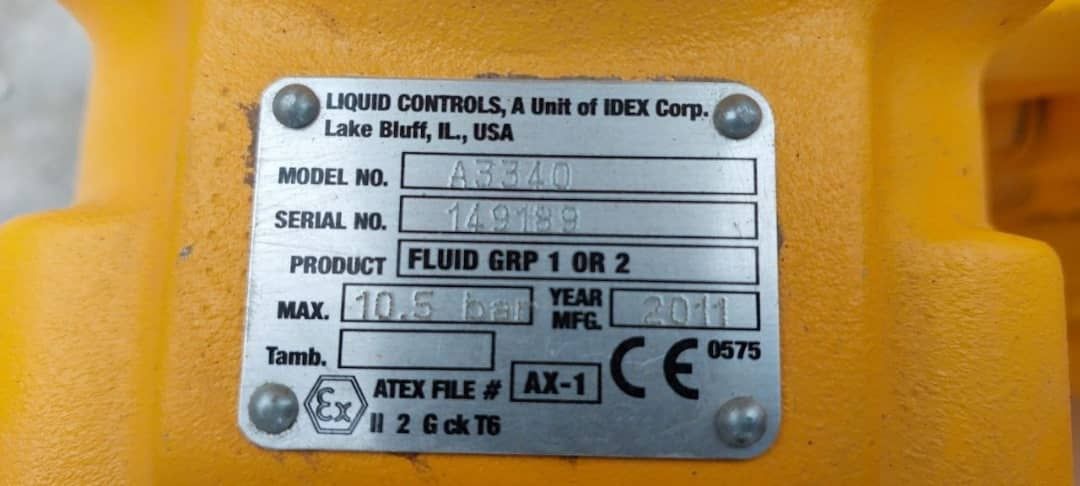 LIQUID CONTROLS, A Unit of IDEX Corp.
Lake Bluff, IL., USA
MODEL NO. A3340
SERIAL NO. 149189
PRODUCT FLUID GRP 1 OR 2
MAX. 10.5 bar YEAR MFG. 2011
Tamb.
CE 0575
Ex ATEX FILE # AX-1
II 2 G ck T6